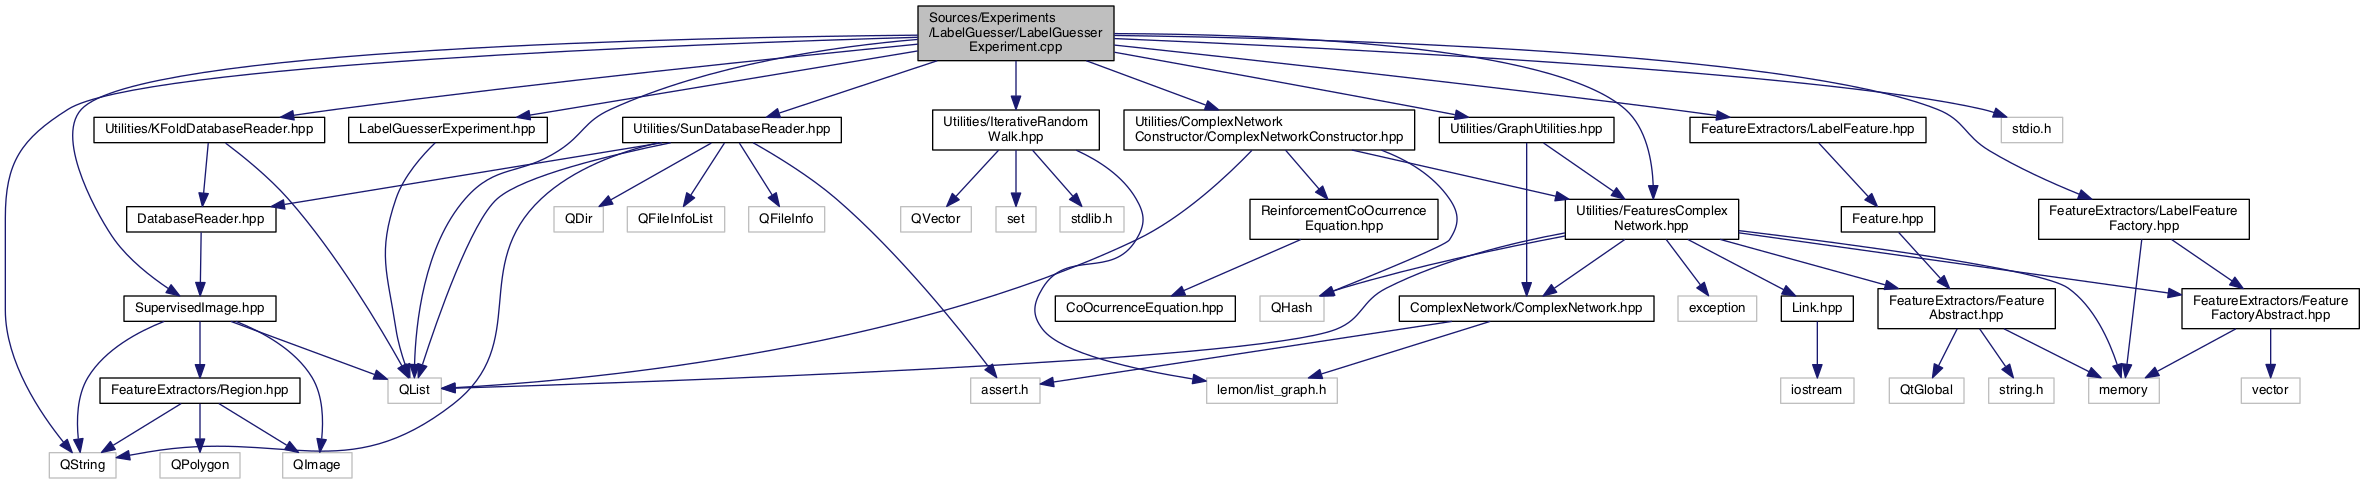 Sources/Experiments
/LabelGuesser/LabelGuesser
Experiment.cpp
Utilities/KFoldDatabaseReader.hpp
LabelGuesserExperiment.hpp
Utilities/SunDatabaseReader.hpp
Utilities/IterativeRandom
Walk.hpp
Utilities/ComplexNetwork
Constructor/ComplexNetworkConstructor.hpp
Utilities/GraphUtilities.hpp
FeatureExtractors/LabelFeature.hpp
stdio.h
DatabaseReader.hpp
QDir
QFileInfoList
QFileInfo
QVector
set
stdlib.h
ReinforcementCoOcurrence
Equation.hpp
Utilities/FeaturesComplex
Network.hpp
Feature.hpp
FeatureExtractors/LabelFeature
Factory.hpp
SupervisedImage.hpp
CoOcurrenceEquation.hpp
QHash
ComplexNetwork/ComplexNetwork.hpp
exception
Link.hpp
FeatureExtractors/Feature
Abstract.hpp
FeatureExtractors/Feature
FactoryAbstract.hpp
FeatureExtractors/Region.hpp
QList
assert.h
lemon/list_graph.h
iostream
QtGlobal
string.h
memory
vector
QString
QPolygon
QImage